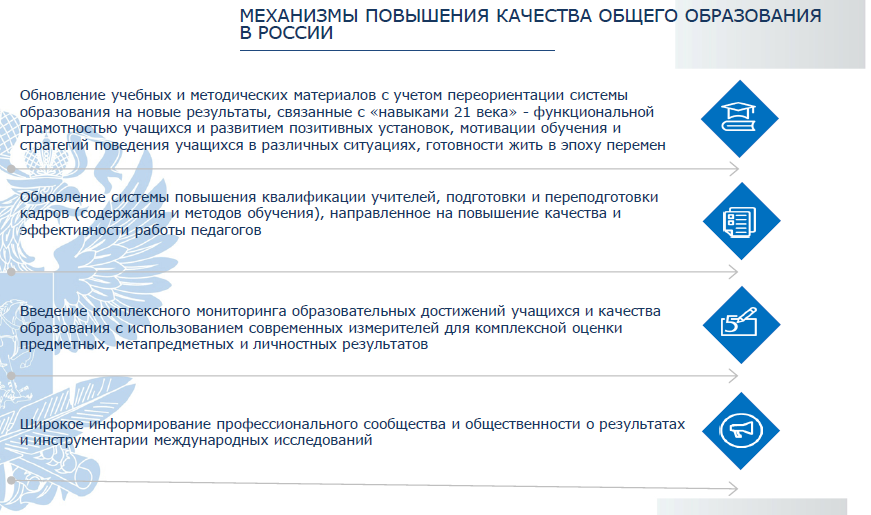 МЕХАНИЗМЫ ПОВЫШЕНИЯ КАЧЕСТВА ОБЩЕГО ОБРАЗОВАНИЯ
В РОССИИ
Обновление учебных и методических материалов с учетом переориентации системы
образования на новые результаты, связанные с «навыками 21 века» - функциональной
грамотностью учащихся и развитием позитивных установок, мотивации обучения и
стратегий поведения учащихся в различных ситуациях, готовности жить в эпоху перемен
Обновление системы повышения квалификации учителей, подготовки и переподготовки
кадров (содержания и методов обучения), направленное на повышение качества и
эффективности работы педагогов
Введение комплексного мониторинга образовательных достижений учащихся и качества
образования с использованием современных измерителей для комплексной оценки
предметных, метапредметных и личностных результатов
5
Широкое информирование профессионального сообщества и общественности о результатах
и инструментарии международных исследований